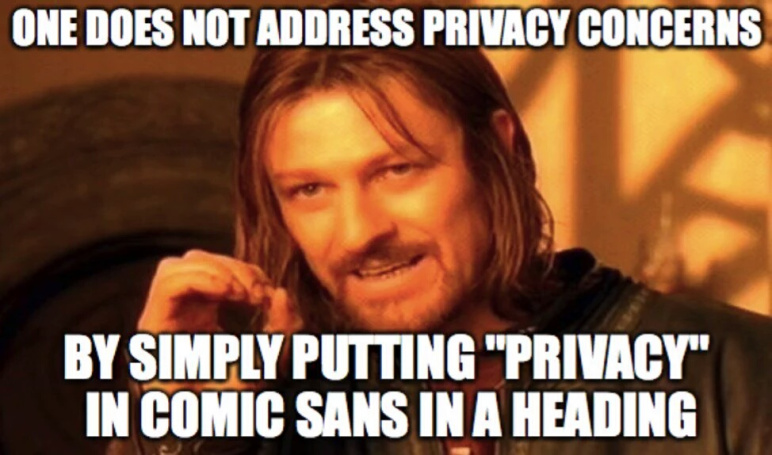 ONE DOES NOT ADDRESS PRIVACY CONCERNS
BY SIMPLY PUTTING "PRIVACY"
IN COMIC SANS IN A HEADING